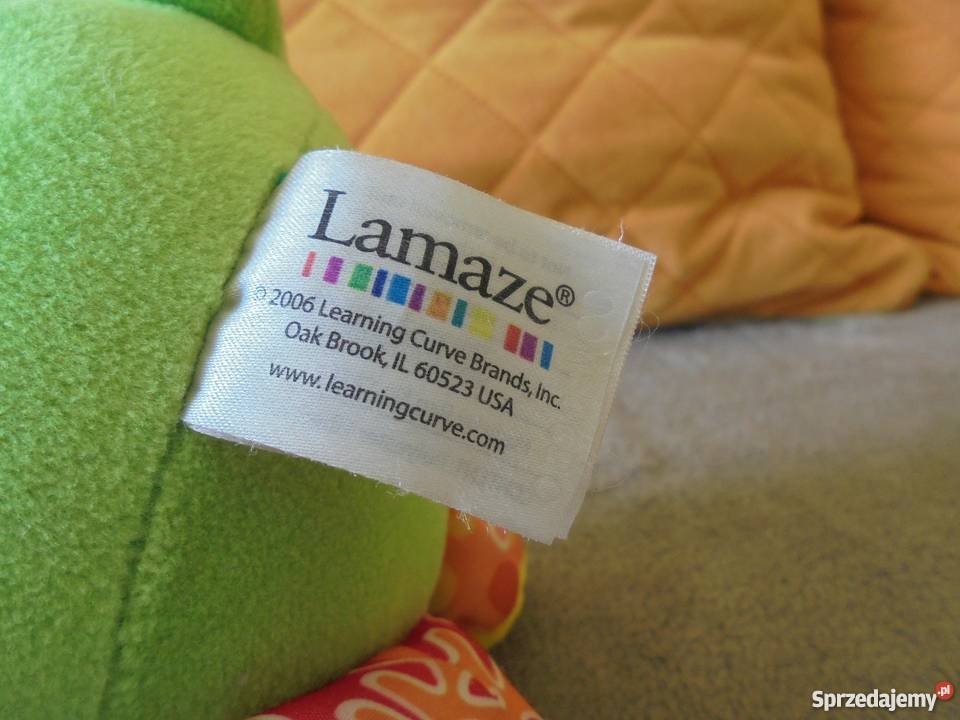 Lamaze®
© 2006 Learning Curve Brands, Inc.
Oak Brook, IL 60523 USA
www.learningcurve.com
Sprzedajemy.pl